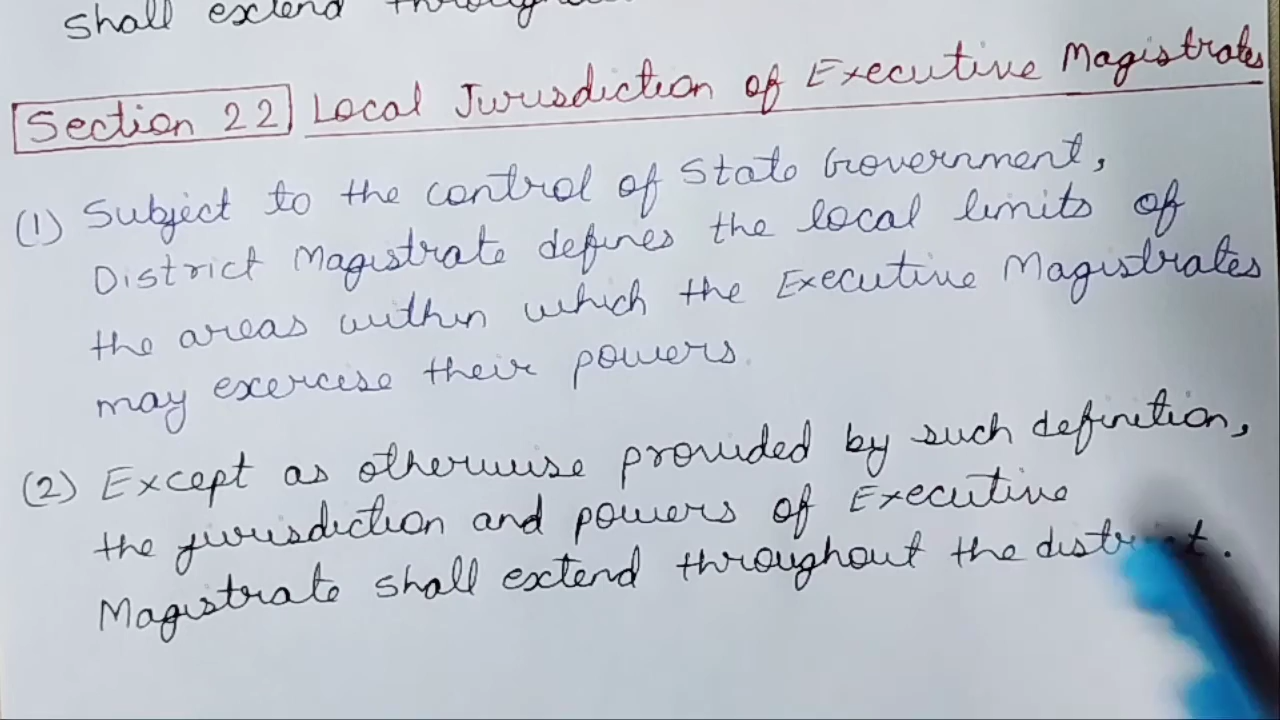 shall extend throughout
Section 22 Local Jurisdiction of Executive Magistrates
(1) Subject to the control of State Government,
District Magistrate defines the local limits of
the areas within which the Executive Magistrates
may exercise their powers.
(2) Except as otherwise provided by such definition,
the jurisdiction and powers of Executive
Magistrate shall extend throughout the district.